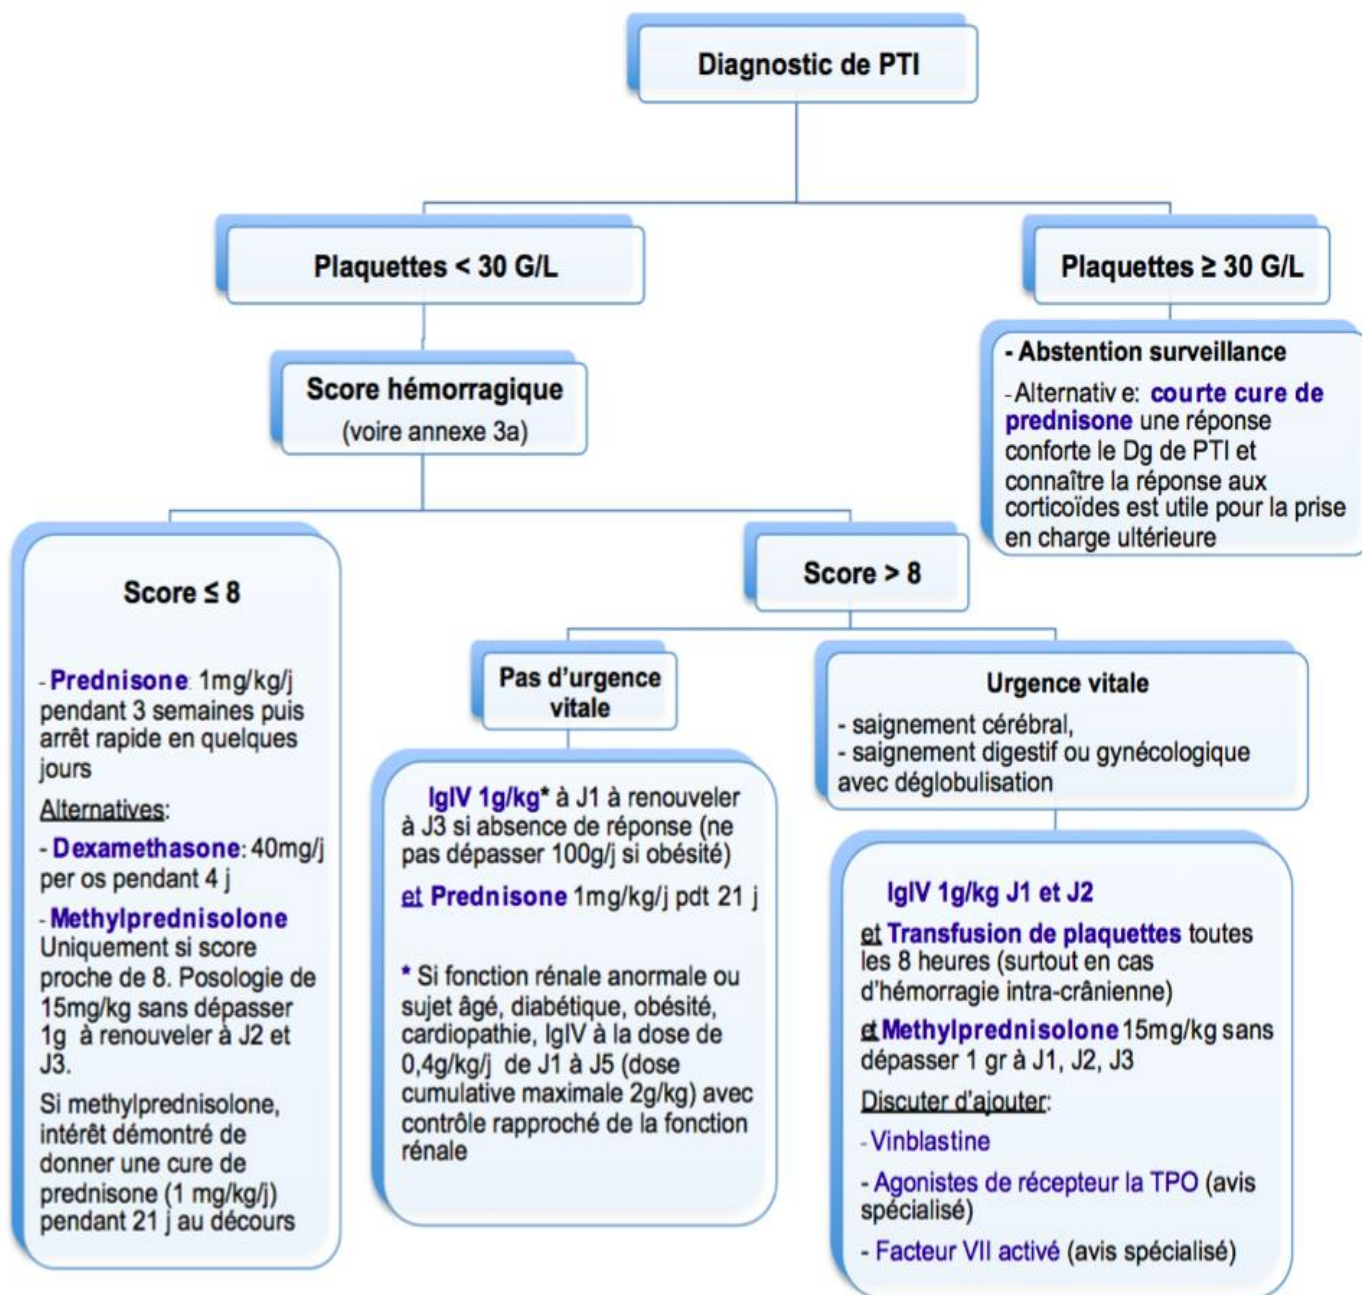 Diagnostic de PTI
Plaquettes < 30 G/L
Plaquettes ≥ 30 G/L
- Abstention surveillance
-Alternativ e: courte cure de
prednisone une réponse
conforte le Dg de PTI et
connaître la réponse aux
corticoïdes est utile pour la prise
en charge ultérieure
Score hémorragique
(voire annexe 3a)
Score ≤ 8
- Prednisone: 1mg/kg/j
pendant 3 semaines puis
arrêt rapide en quelques
jours
Alternatives:
- Dexamethasone: 40mg/j
per os pendant 4 j
- Methylprednisolone
Uniquement si score
proche de 8. Posologie de
15mg/kg sans dépasser
1g à renouveler à J2 et
J3.
Si methylprednisolone,
intérêt démontré de
donner une cure de
prednisone (1 mg/kg/j)
pendant 21 j au décours
Score > 8
Pas d'urgence
vitale
IgIV 1g/kg* à J1 à renouveler
à J3 si absence de réponse (ne
pas dépasser 100g/j si obésité)
et Prednisone 1mg/kg/j pdt 21 j
* Si fonction rénale anormale ou
sujet âgé, diabétique, obésité,
cardiopathie, IgIV à la dose de
0,4g/kg/j de J1 à J5 (dose
cumulative maximale 2g/kg) avec
contrôle rapproché de la fonction
rénale
Urgence vitale
- saignement cérébral,
- saignement digestif ou gynécologique
avec déglobulisation
IgIV 1g/kg J1 et J2
et Transfusion de plaquettes toutes
les 8 heures (surtout en cas
d'hémorragie intra-crânienne)
et Methylprednisolone 15mg/kg sans
dépasser 1 gr à J1, J2, J3
Discuter d'ajouter:
- Vinblastine
- Agonistes de récepteur la TPO (avis
spécialisé)
- Facteur VII activé (avis spécialisé)